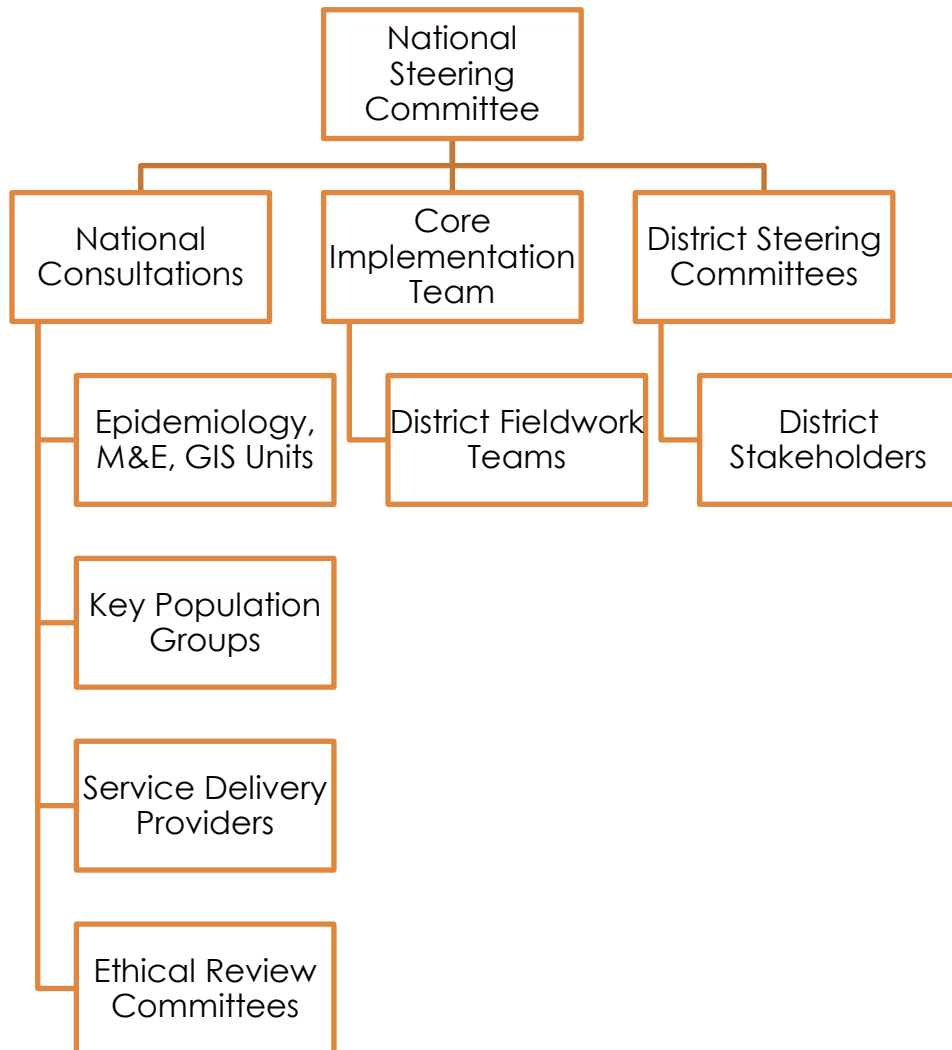 National
Steering
Committee
National
Consultations
Core
Implementation
Team
District Steering
Committees
Epidemiology,
M&E, GIS Units
District Fieldwork
Teams
District
Stakeholders
Key Population
Groups
Service Delivery
Providers
Ethical Review
Committees